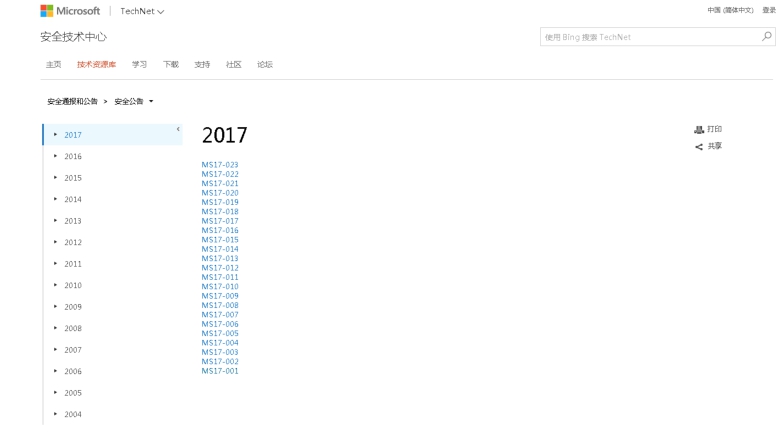 Microsoft | TechNet
中国 (简体中文) 登录
安全技术中心
使用 Bing 搜索 TechNet
主页 技术资源库 学习 下载 支持 社区 论坛
安全通报和公告 > 安全公告
2017
2016
2015
2014
2013
2012
2011
2010
2009
2008
2007
2006
2005
2004
2017
MS17-023
MS17-022
MS17-021
MS17-020
MS17-019
MS17-018
MS17-017
MS17-016
MS17-015
MS17-014
MS17-013
MS17-012
MS17-011
MS17-010
MS17-009
MS17-008
MS17-007
MS17-006
MS17-005
MS17-004
MS17-003
MS17-002
MS17-001
打印
共享